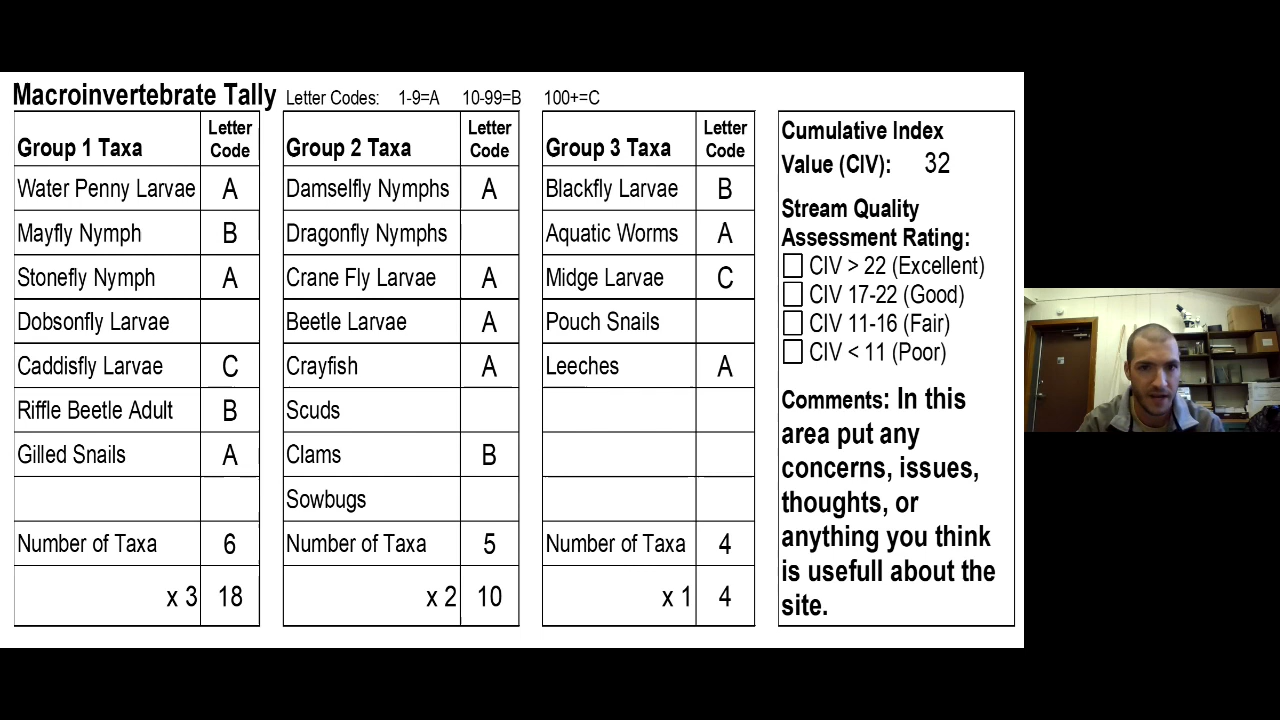 Macroinvertebrate Tally Letter Codes: 1-9=A 10-99=B 100+=C
Group 1 Taxa Letter Code
Water Penny Larvae A
Mayfly Nymph B
Stonefly Nymph A
Dobsonfly Larvae
Caddisfly Larvae C
Riffle Beetle Adult B
Gilled Snails A
Number of Taxa 6
x 3 18
Group 2 Taxa Letter Code
Damselfly Nymphs A
Dragonfly Nymphs
Crane Fly Larvae A
Beetle Larvae A
Crayfish A
Scuds
Clams B
Sowbugs
Number of Taxa 5
x 2 10
Group 3 Taxa Letter Code
Blackfly Larvae B
Aquatic Worms A
Midge Larvae C
Pouch Snails
Leeches A
Number of Taxa 4
x 1 4
Cumulative Index
Value (CIV): 32
Stream Quality
Assessment Rating:
CIV > 22 (Excellent)
CIV 17-22 (Good)
CIV 11-16 (Fair)
CIV < 11 (Poor)
Comments: In this
area put any
concerns, issues,
thoughts, or
anything you think
is usefull about the
site.